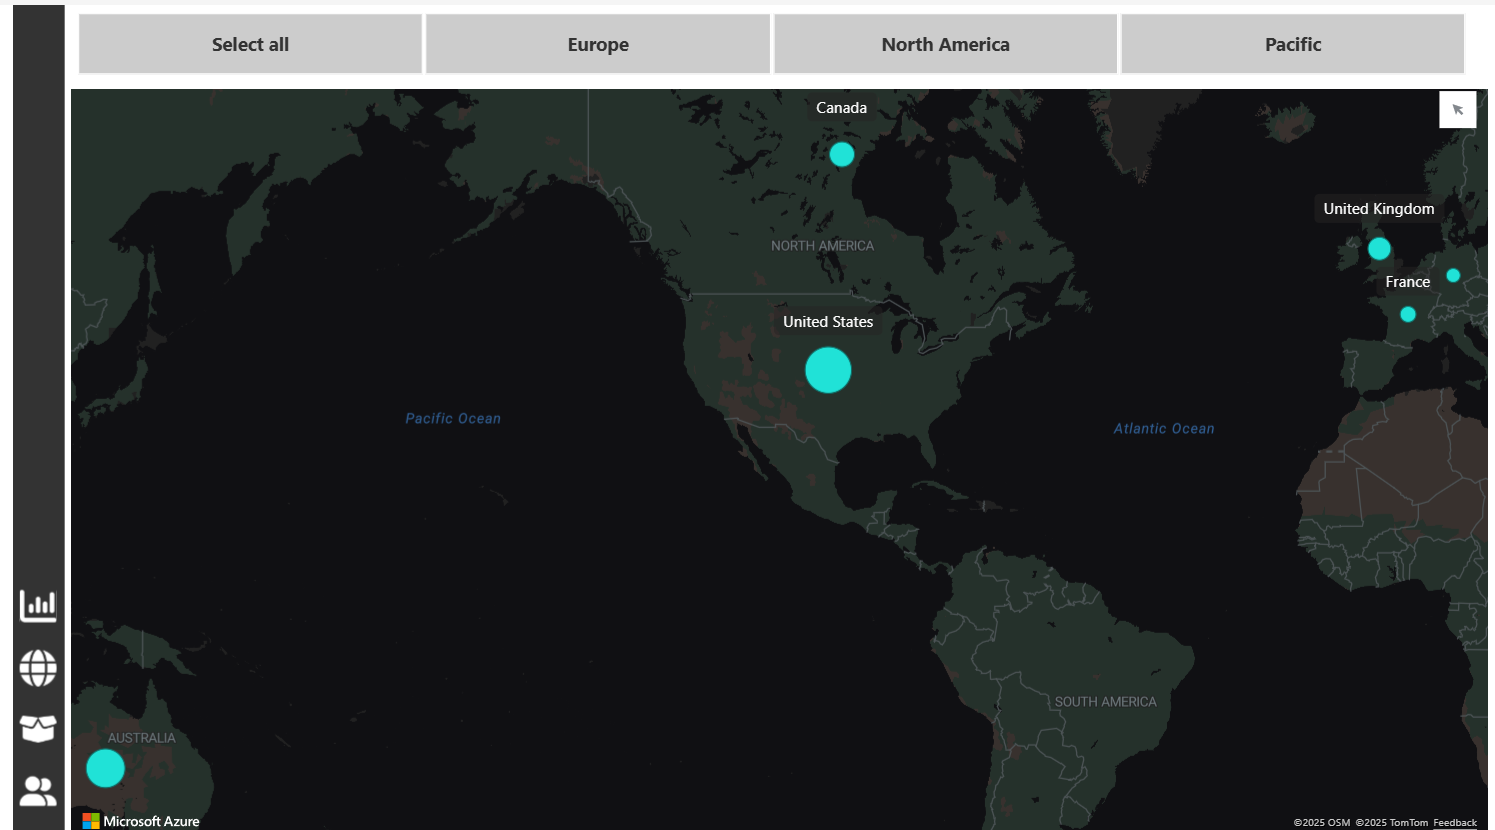 Select all
Europe
North America
Pacific
Canada
United Kingdom
NORTH AMERICA
France
United States
Pacific Ocean
Atlantic Ocean
SOUTH AMERICA
AUSTRALIA
Microsoft Azure
©2025 OSM ©2025 TomTom Feedback